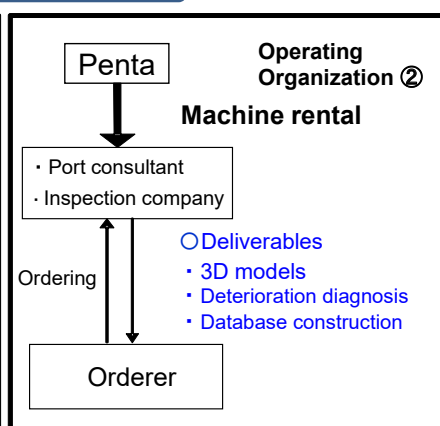 Penta
Operating
Organization ②
Machine rental
・Port consultant
・Inspection company
Ordering
○Deliverables
・3D models
・Deterioration diagnosis
・Database construction
Orderer